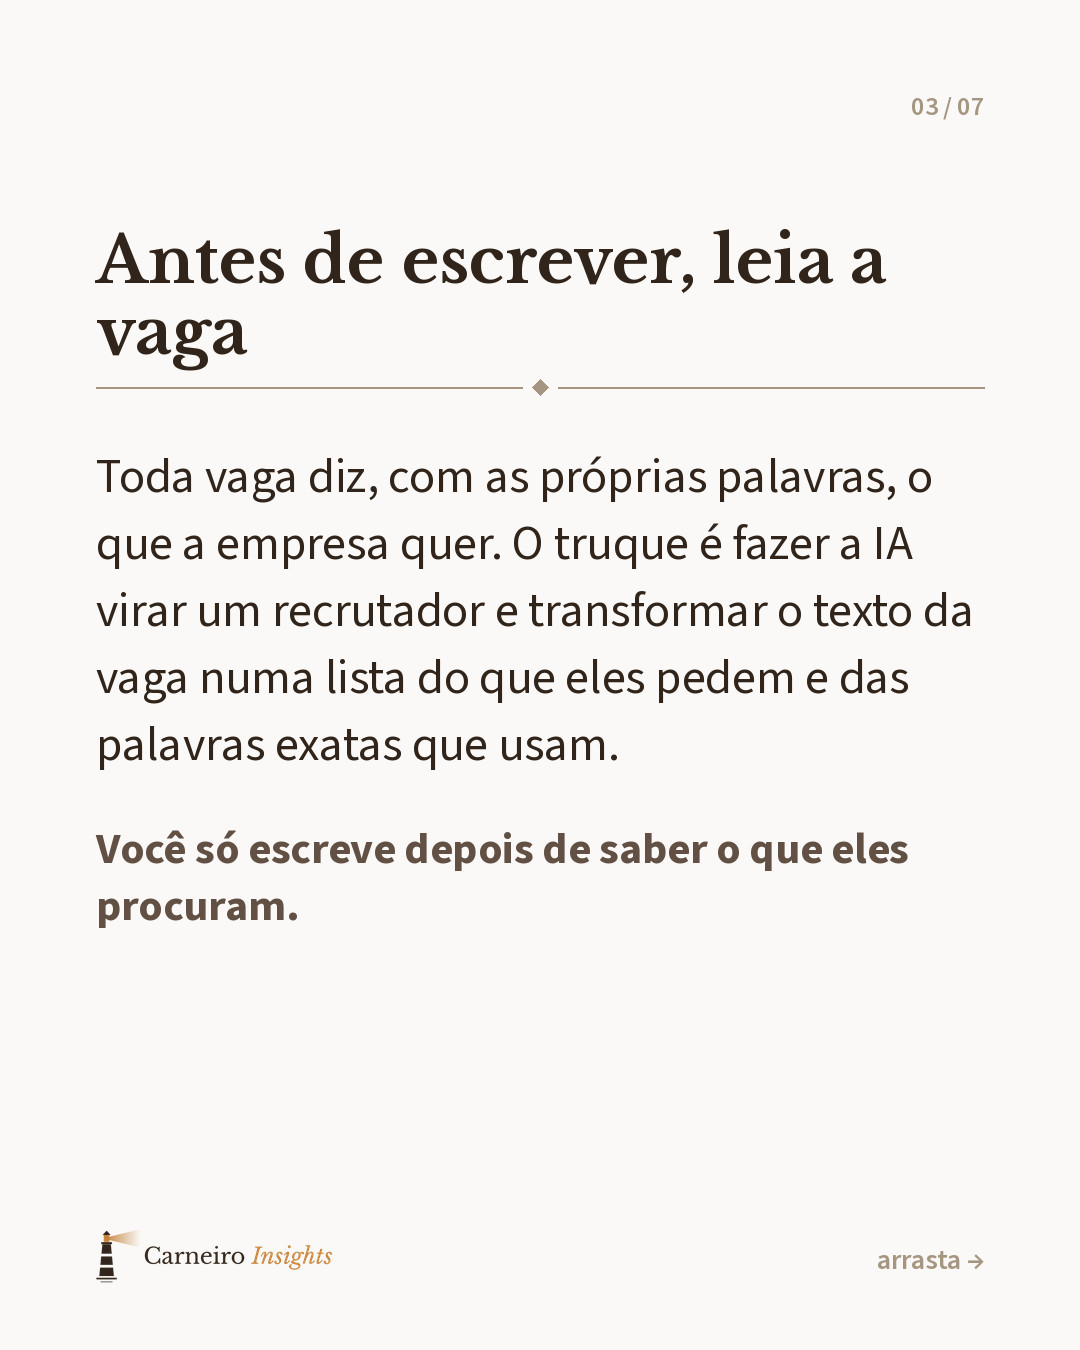 03 / 07
Antes de escrever, leia a
vaga
Toda vaga diz, com as próprias palavras, o
que a empresa quer. O truque é fazer a IA
virar um recrutador e transformar o texto da
vaga numa lista do que eles pedem e das
palavras exatas que usam.
Você só escreve depois de saber o que eles
procuram.
Carneiro Insights
arrasta →